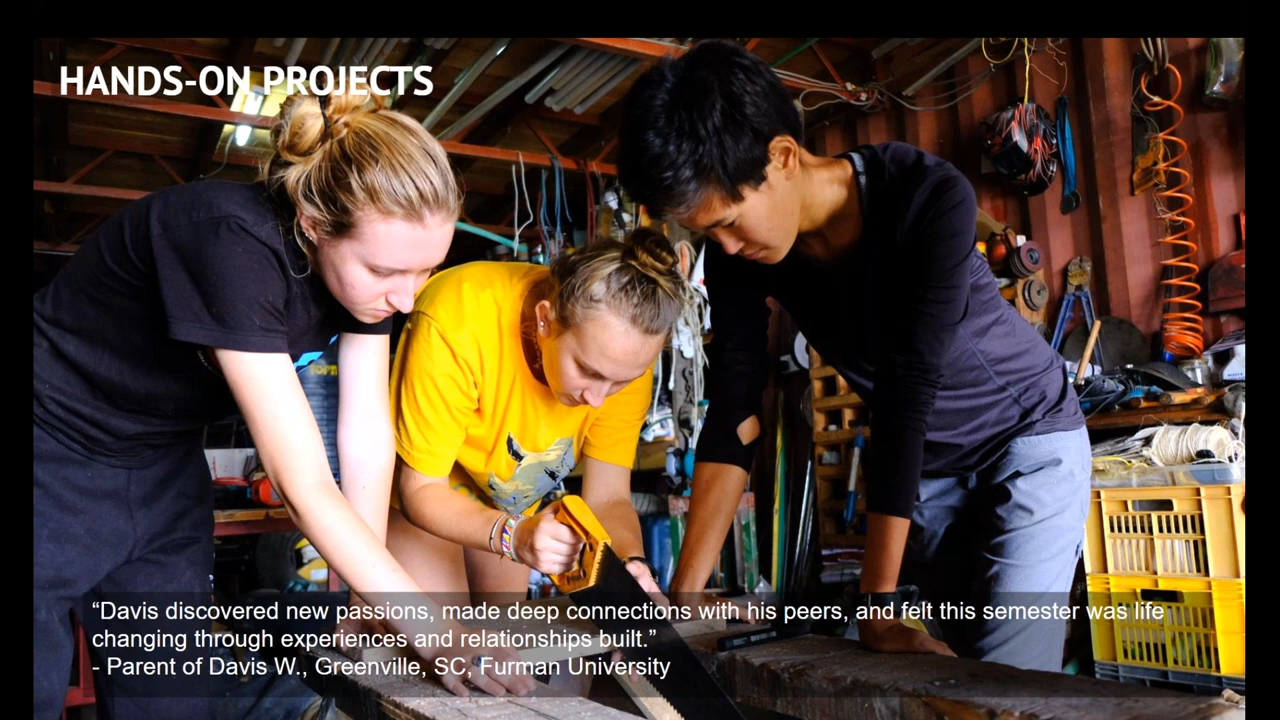 HANDS-ON PROJECTS
“Davis discovered new passions, made deep connections with his peers, and felt this semester was life
changing through experiences and relationships built.”
- Parent of Davis W., Greenville, SC, Furman University